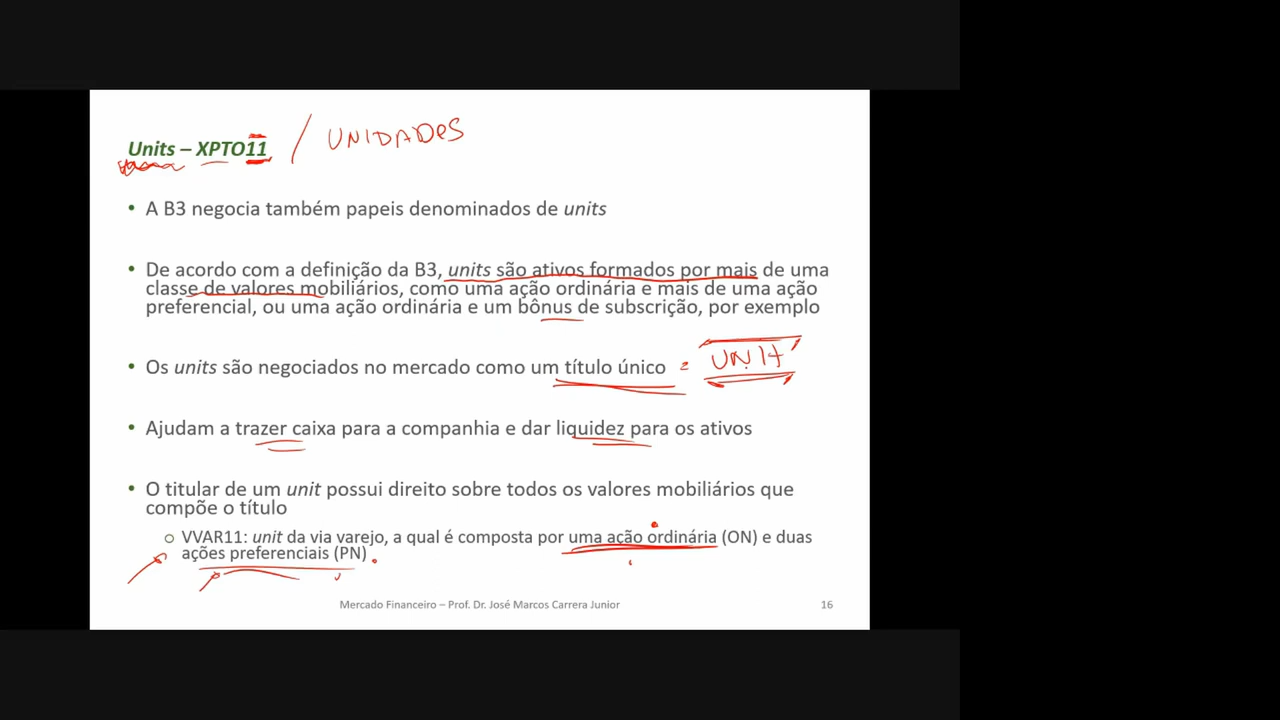 Units – XPTO11 / UNIDADES
• A B3 negocia também papeis denominados de units
• De acordo com a definição da B3, units são ativos formados por mais de uma
classe de valores mobiliários, como uma ação ordinária e mais de uma ação
preferencial, ou uma ação ordinária e um bônus de subscrição, por exemplo
• Os units são negociados no mercado como um título único = UNIT
• Ajudam a trazer caixa para a companhia e dar liquidez para os ativos
• O titular de um unit possui direito sobre todos os valores mobiliários que
compõe o título
o VVAR11: unit da via varejo, a qual é composta por uma ação ordinária (ON) e duas
ações preferenciais (PN)
Mercado Financeiro – Prof. Dr. José Marcos Carrera Junior 16